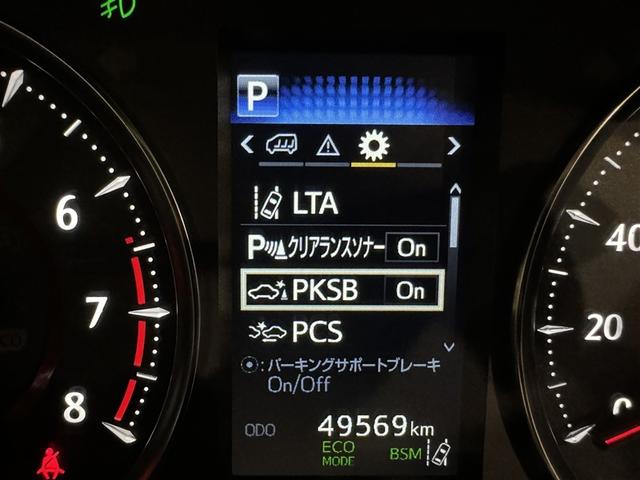 P
LTA
P クリアランスソナー On
PKSB On
PCS
:パーキングサポートブレーキ
On/Off
ODO 49569km
ECO
MODE
BSM
6
7
8
40
20
0